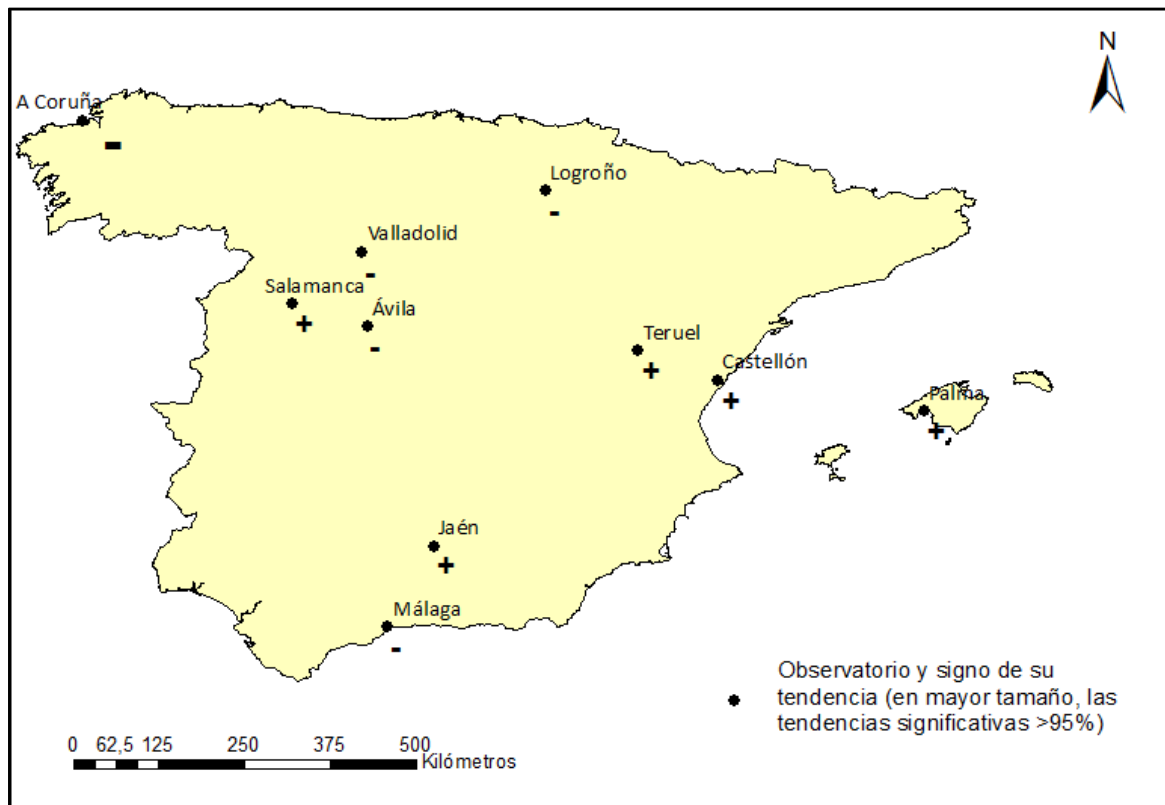 N
A Coruña
-
Logroño
-
Valladolid
-
Salamanca
+
Ávila
-
Teruel
+
Castellón
+
Palma
+
Jaén
+
Málaga
-
Observatorio y signo de su
tendencia (en mayor tamaño, las
tendencias significativas >95%)
0 62,5 125 250 375 500
Kilómetros